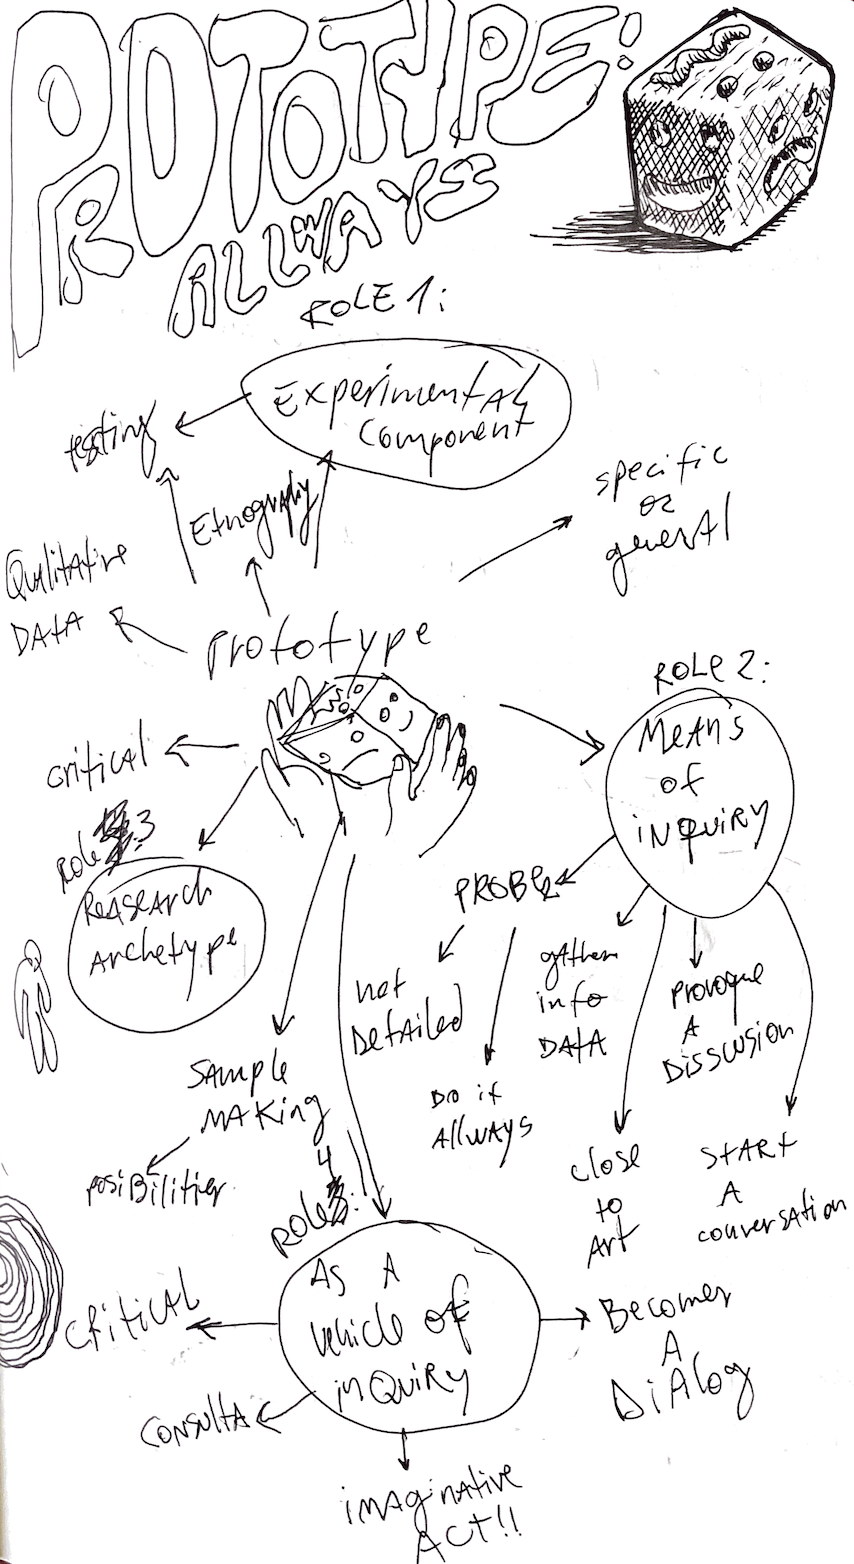 PROTOTYPE:
ALLWAYS
ROLE 1:
Experimental
component
testing
Etnography
specific
or
general
Qualitative
DATA
Prototype
ROLE 2:
Means
of
inquiry
critical
Role 3
Reasearch
Archetype
PROBE
not
Detailed
gather
info
DATA
Provoque
A
Disscusion
Do it
Allways
Sample
Making
posibilities
close
to
Art
START
A
conversation
4
Role :
As A
vehicle of
inquiry
critical
Becomes
A
Dialog
Consulta
imaginative
Act!!